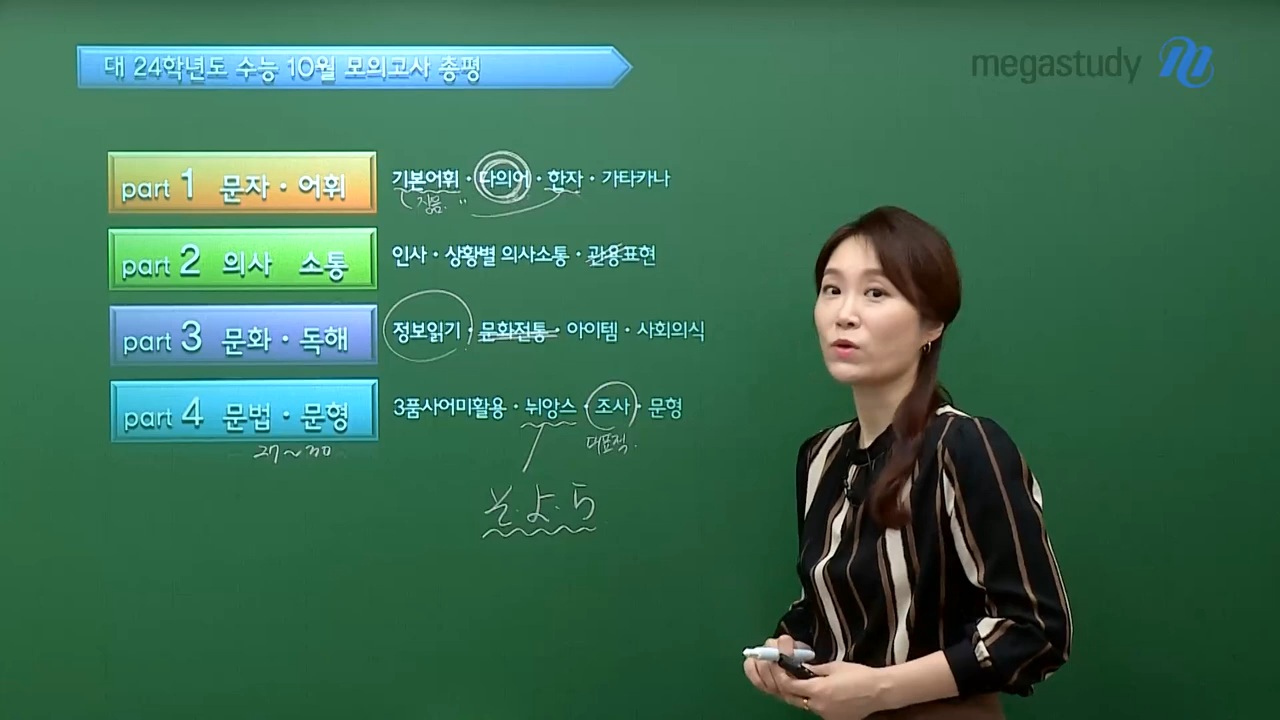 대 24학년도 수능 10월 모의고사 총평
megastudy
part 1 문자·어휘
기본어휘·다의어·한자·가타카나
part 2 의사 소통
인사·상황별 의사소통·관용표현
part 3 문화·독해
정보읽기·문화전통·아이템·사회의식
part 4 문법·문형
3품사어미활용·뉘앙스·조사·문형
대표적.
27~30
そ·よ·ら